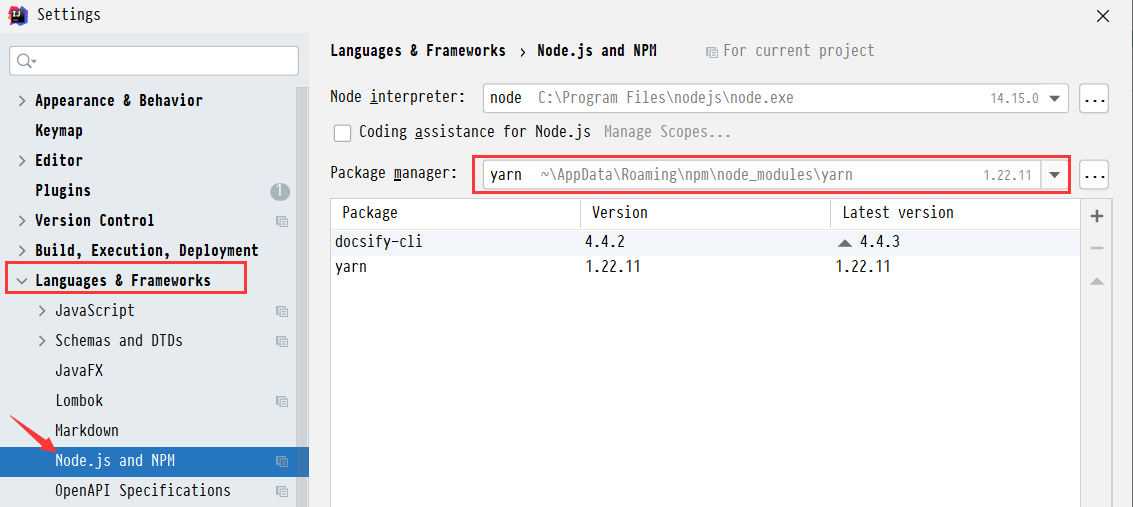 Settings
Appearance & Behavior
Keymap
Editor
Plugins 1
Version Control
Build, Execution, Deployment
Languages & Frameworks
JavaScript
Schemas and DTDs
JavaFX
Lombok
Markdown
Node.js and NPM
OpenAPI Specifications
Languages & Frameworks › Node.js and NPM For current project
Node interpreter: node C:\Program Files\nodejs\node.exe 14.15.0 ...
Coding assistance for Node.js Manage Scopes...
Package manager: yarn ~\AppData\Roaming\npm\node_modules\yarn 1.22.11 ...
Package Version Latest version
docsify-cli 4.4.2 4.4.3
yarn 1.22.11 1.22.11